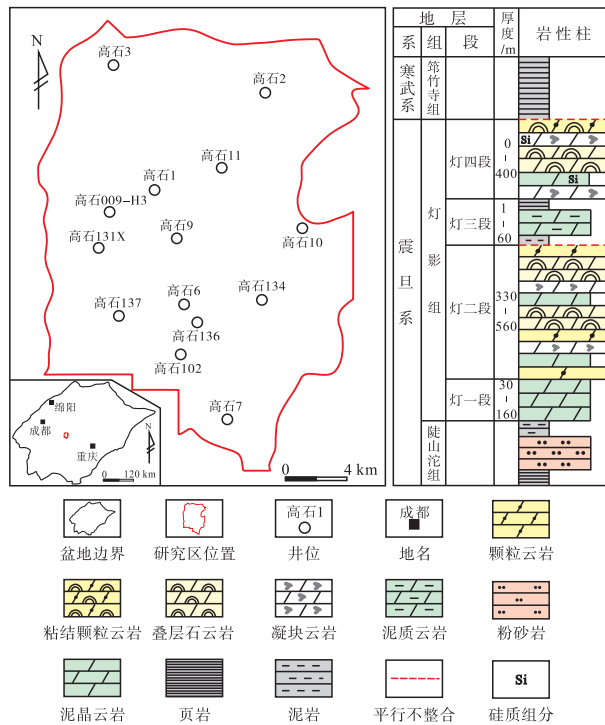 N
高石3
高石2
高石11
高石1
高石009-H3
高石9
高石10
高石131X
高石134
高石6
高石137
高石136
高石102
高石7
绵阳
成都
重庆
N
0 120 km
0 4 km
地 层
厚度/m
岩性柱
系 组 段
寒武系
筇竹寺组
震旦系
灯影组
灯四段
0-400
Si
Si
灯三段
1-60
灯二段
330-560
灯一段
30-160
陡山沱组
高石1
成都
盆地边界 研究区位置 井位 地名 颗粒云岩
粘结颗粒云岩 叠层石云岩 凝块云岩 泥质云岩 粉砂岩
Si
泥晶云岩 页岩 泥岩 平行不整合 硅质组分